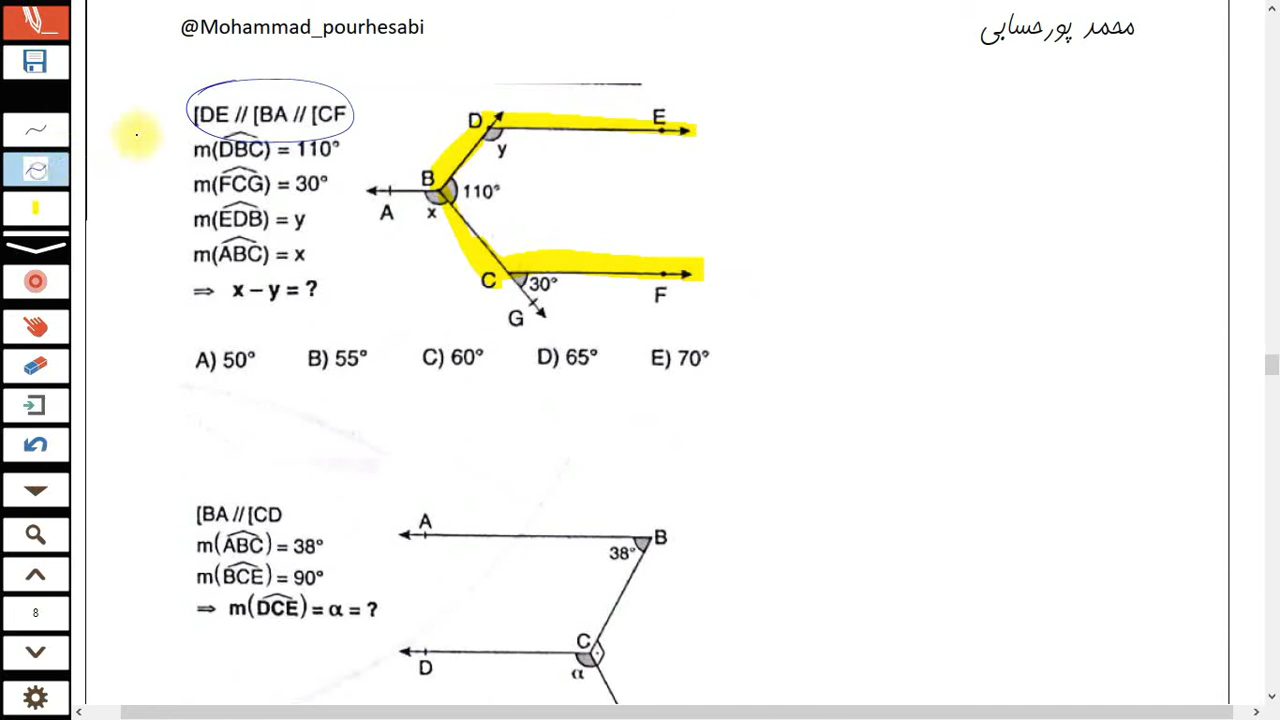 @Mohammad_pourhesabi
محمد پورحسابی
[DE // [BA // [CF
m(DBC) = 110°
m(FCG) = 30°
m(EDB) = y
m(ABC) = x
⇒ x – y = ?
D
E
y
B
110°
A
x
C
30°
F
G
A) 50° B) 55° C) 60° D) 65° E) 70°
[BA // [CD
m(ABC) = 38°
m(BCE) = 90°
⇒ m(DCE) = α = ?
A
B
38°
C
D
α
8